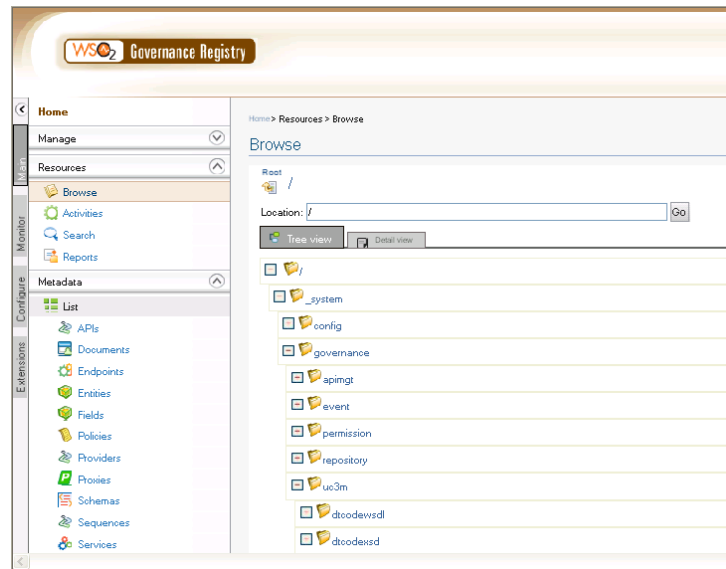 WSO2 Governance Registry
Home
Manage
Resources
Browse
Activities
Search
Reports
Metadata
List
APIs
Documents
Endpoints
Entities
Fields
Policies
Providers
Proxies
Schemas
Sequences
Services
Main
Monitor
Configure
Extensions
Home > Resources > Browse
Browse
Root
/
Location: /
Go
Tree view
Detail view
/
_system
config
governance
apimgt
event
permission
repository
uc3m
dtcodewsdl
dtcodexsd